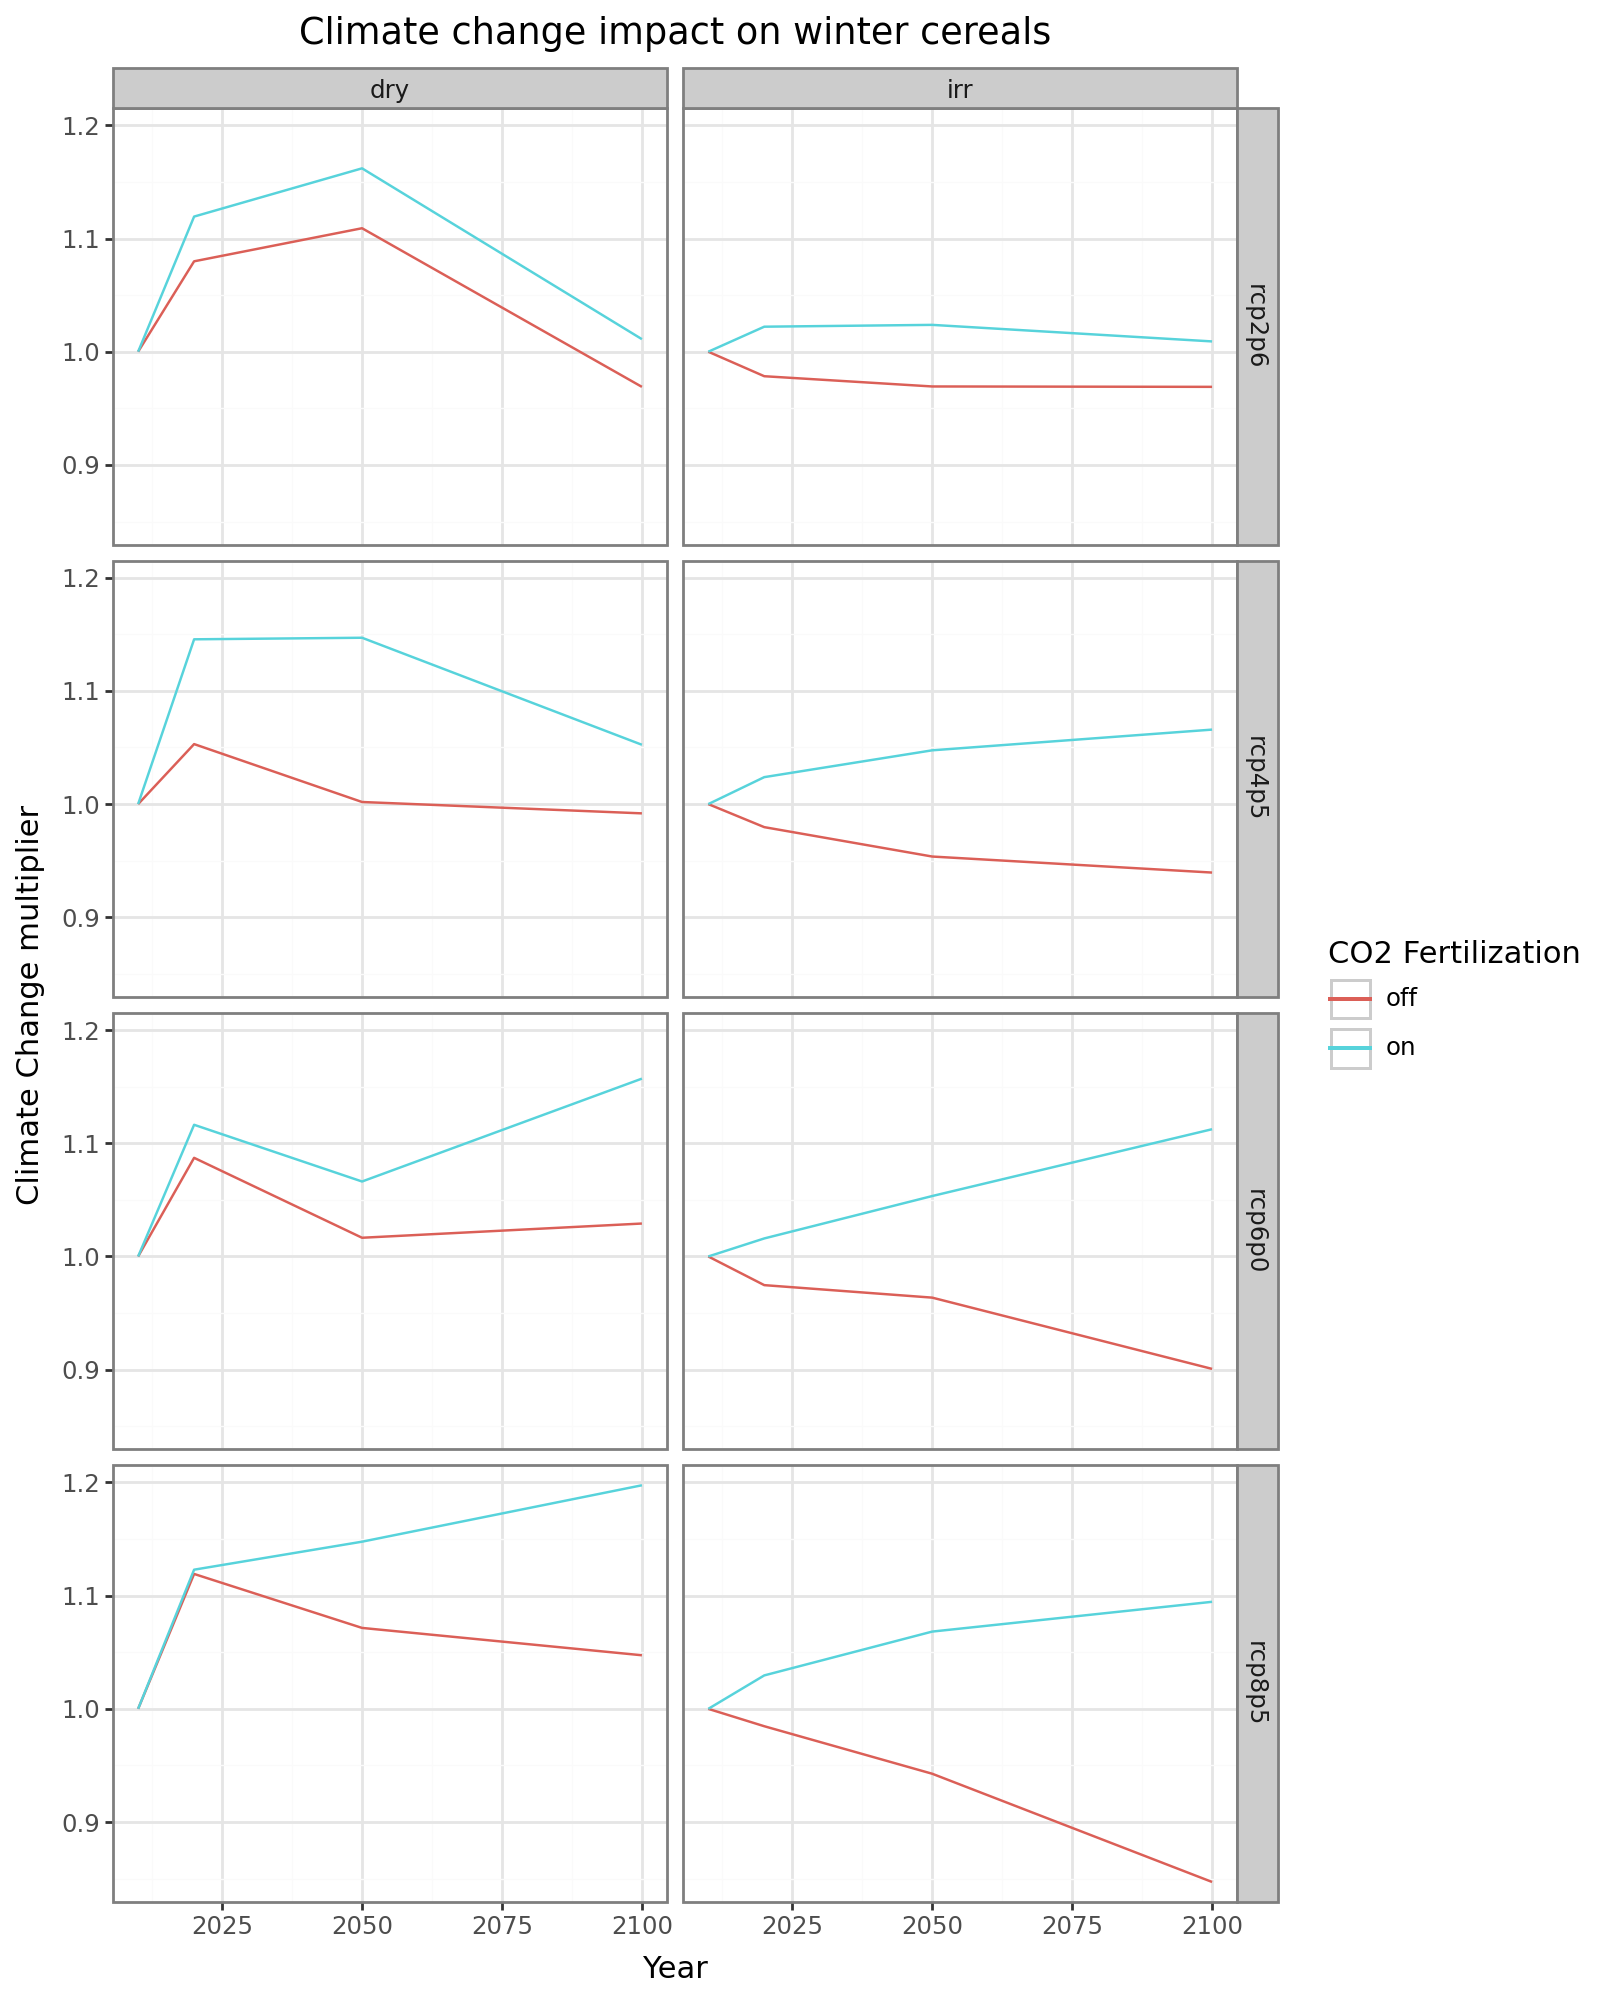 Climate change impact on winter cereals
dry
irr
1.2
1.1
1.0
0.9
rcp2p6
1.2
1.1
1.0
0.9
rcp4p5
1.2
1.1
1.0
0.9
rcp6p0
1.2
1.1
1.0
0.9
rcp8p5
2025
2050
2075
2100
2025
2050
2075
2100
Year
Climate Change multiplier
CO2 Fertilization
off
on